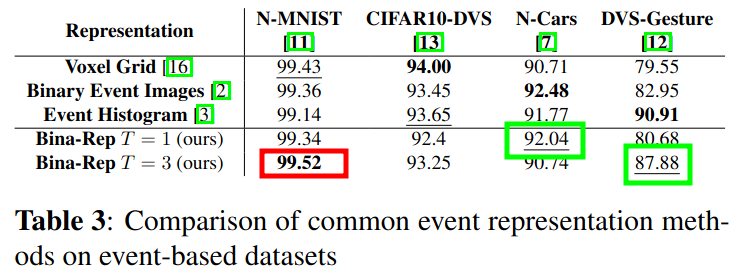 Representation N-MNIST CIFAR10-DVS N-Cars DVS-Gesture
[11] [13] [7] [12]
Voxel Grid [16 99.43 94.00 90.71 79.55
Binary Event Images [2 99.36 93.45 92.48 82.95
Event Histogram [3 99.14 93.65 91.77 90.91
Bina-Rep T = 1 (ours) 99.34 92.4 92.04 80.68
Bina-Rep T = 3 (ours) 99.52 93.25 90.74 87.88
Table 3: Comparison of common event representation meth-
ods on event-based datasets